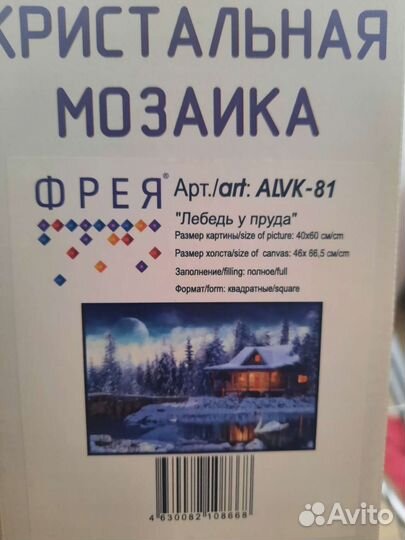 КРИСТАЛЬНАЯ
МОЗАИКА
ФРЕЯ® Арт./art: ALVK-81
"Лебедь у пруда"
Размер картины/size of picture: 40x60 см/cm
Размер холста/size of canvas: 46x 66,5 см/cm
Заполнение/filling: полное/full
Формат/form: квадратные/square
4 630082 108668
Avito